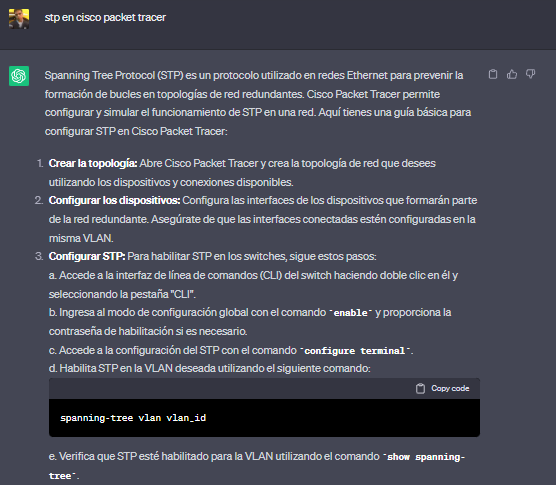 stp en cisco packet tracer
Spanning Tree Protocol (STP) es un protocolo utilizado en redes Ethernet para prevenir la
formación de bucles en topologías de red redundantes. Cisco Packet Tracer permite
configurar y simular el funcionamiento de STP en una red. Aquí tienes una guía básica para
configurar STP en Cisco Packet Tracer:
1. Crear la topología: Abre Cisco Packet Tracer y crea la topología de red que desees
utilizando los dispositivos y conexiones disponibles.
2. Configurar los dispositivos: Configura las interfaces de los dispositivos que formarán parte
de la red redundante. Asegúrate de que las interfaces conectadas estén configuradas en la
misma VLAN.
3. Configurar STP: Para habilitar STP en los switches, sigue estos pasos:
a. Accede a la interfaz de línea de comandos (CLI) del switch haciendo doble clic en él y
seleccionando la pestaña "CLI".
b. Ingresa al modo de configuración global con el comando `enable` y proporciona la
contraseña de habilitación si es necesario.
c. Accede a la configuración del STP con el comando `configure terminal`.
d. Habilita STP en la VLAN deseada utilizando el siguiente comando:
Copy code
spanning-tree vlan vlan_id
e. Verifica que STP esté habilitado para la VLAN utilizando el comando `show spanning-
tree`.